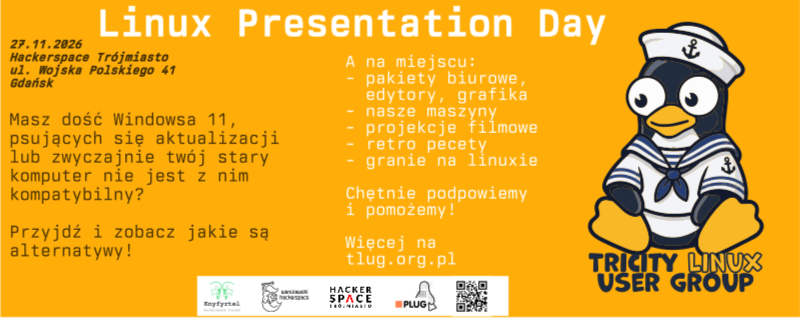 Linux Presentation Day
27.11.2026
Hackerspace Trójmiasto
ul. Wojska Polskiego 41
Gdańsk
Masz dość Windowsa 11,
psujących się aktualizacji
lub zwyczajnie twój stary
komputer nie jest z nim
kompatybilny?
Przyjdź i zobacz jakie są
alternatywy!
A na miejscu:
- pakiety biurowe,
edytory, grafika
- nasze maszyny
- projekcje filmowe
- retro pecety
- granie na linuxie
Chętnie podpowiemy
i pomożemy!
Więcej na
tlug.org.pl
TRICITY LINUX
USER GROUP
Knyfyrtel
warszawski
hackerspace
HACKER
SPACE
TRÓJMIASTO
PLUG